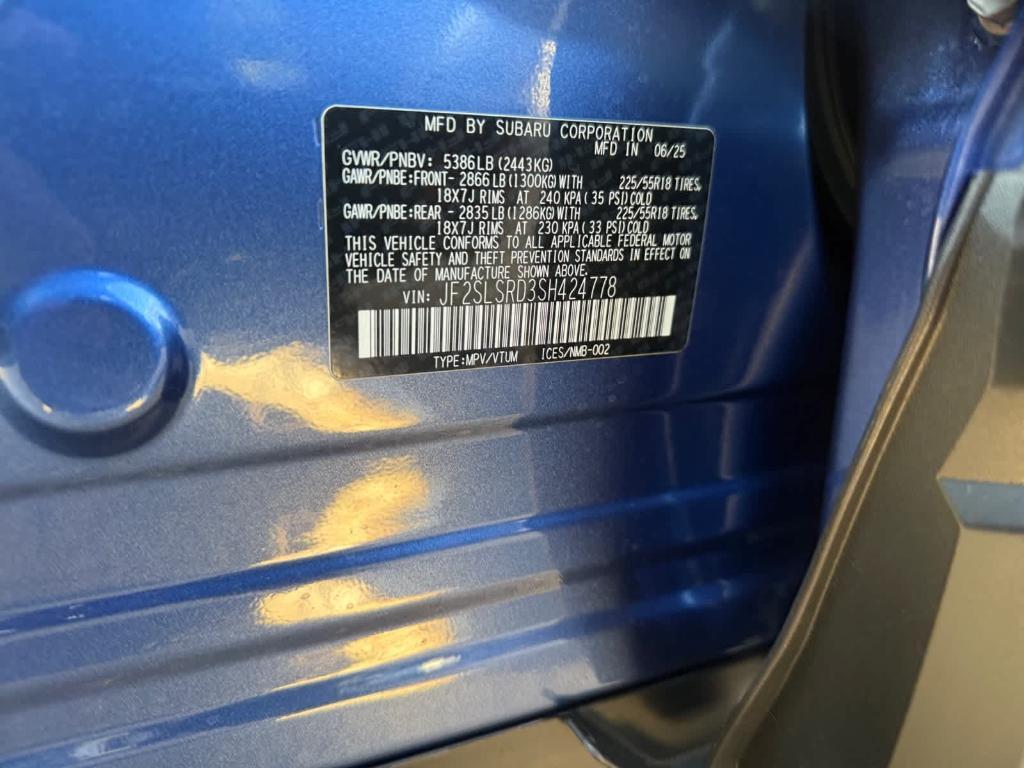 MFD BY SUBARU CORPORATION
MFD IN 06/25
GVWR/PNBV: 5386LB (2443KG)
GAWR/PNBE:FRONT- 2866LB (1300KG) WITH 225/55R18 TIRES,
18X7J RIMS AT 240 KPA (35 PSI)COLD
GAWR/PNBE:REAR - 2835LB (1286KG) WITH 225/55R18 TIRES,
18X7J RIMS AT 230 KPA (33 PSI)COLD
THIS VEHICLE CONFORMS TO ALL APPLICABLE FEDERAL MOTOR
VEHICLE SAFETY AND THEFT PREVENTION STANDARDS IN EFFECT ON
THE DATE OF MANUFACTURE SHOWN ABOVE.
VIN: JF2SLSRD3SH424778
TYPE:MPV/VTUM ICES/NMB-002